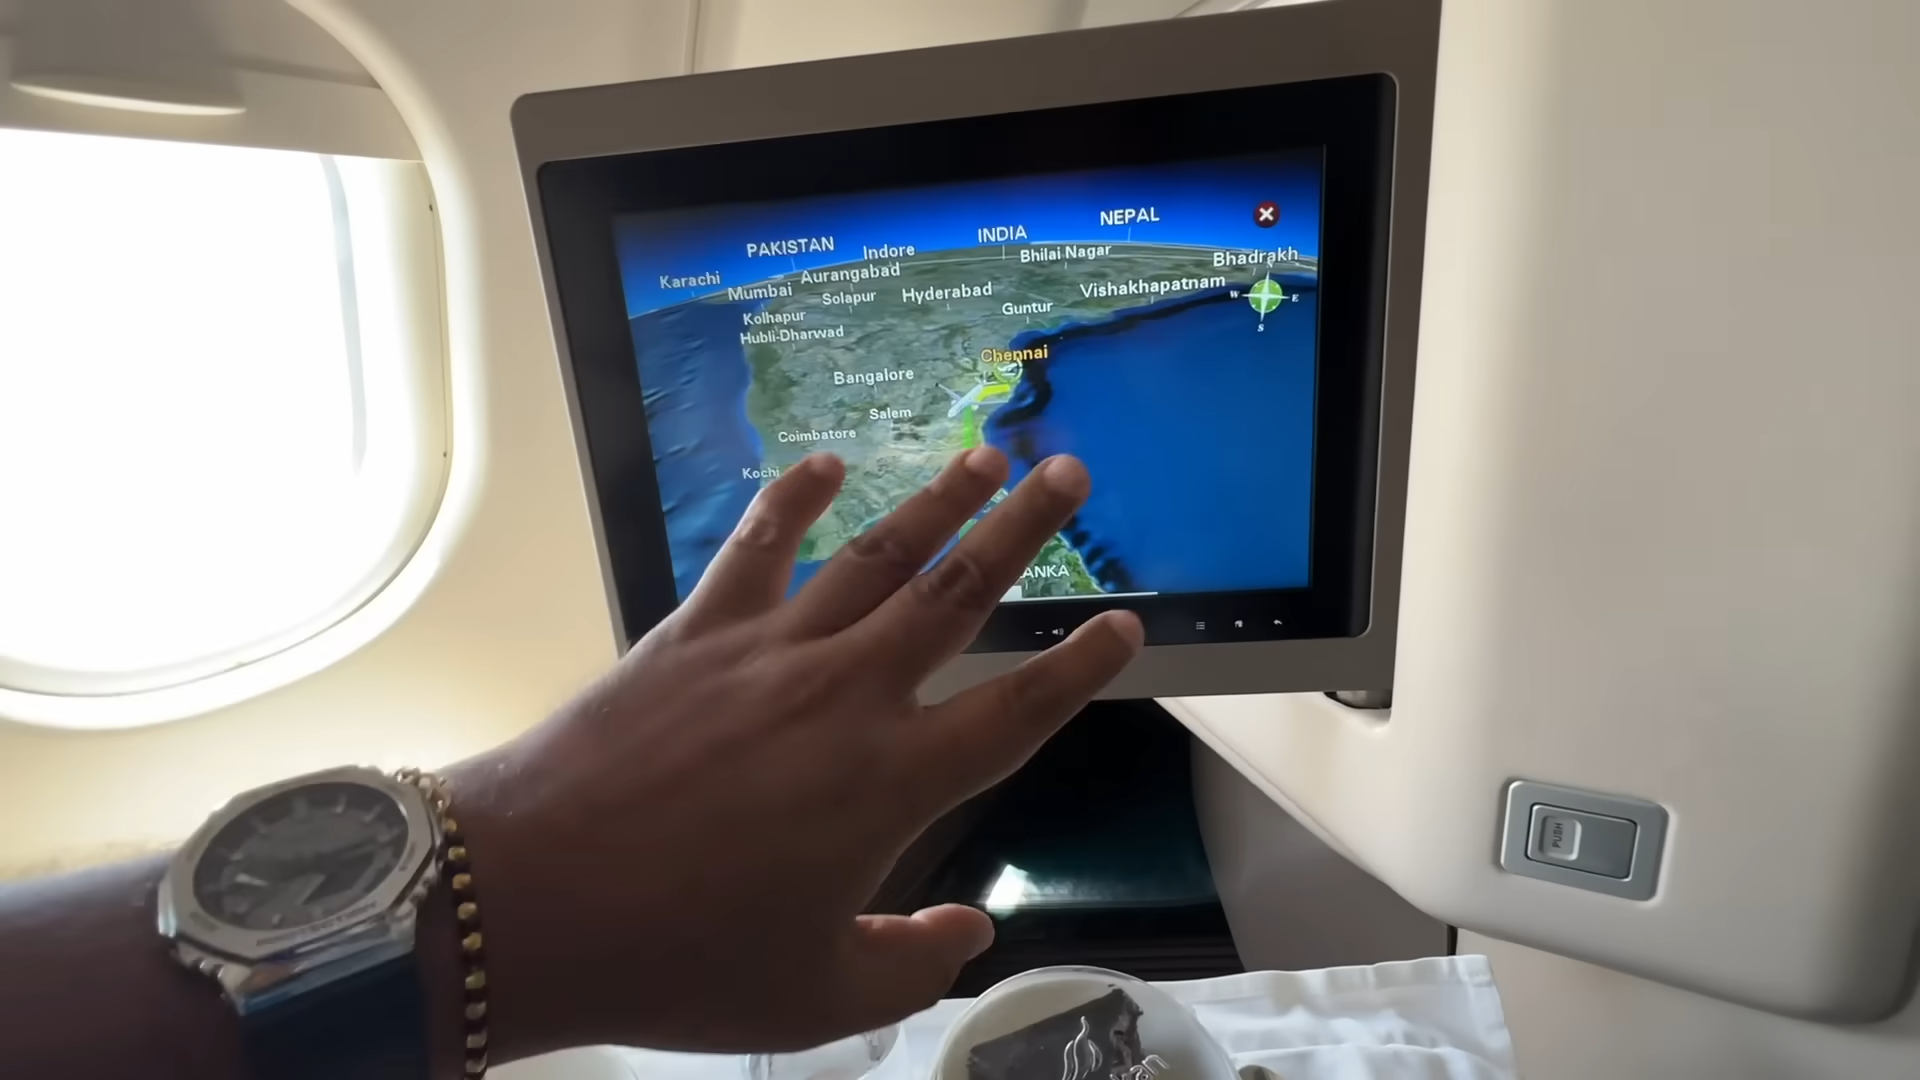 NEPAL
INDIA
PAKISTAN
Indore
Bhilai Nagar
Bhadrakh
Karachi
Aurangabad
Mumbai
Solapur
Hyderabad
Vishakhapatnam
W
E
S
Kolhapur
Guntur
Hubli-Dharwad
Chennai
Bangalore
Salem
Coimbatore
Kochi
ANKA
PUSH
PROTECTION